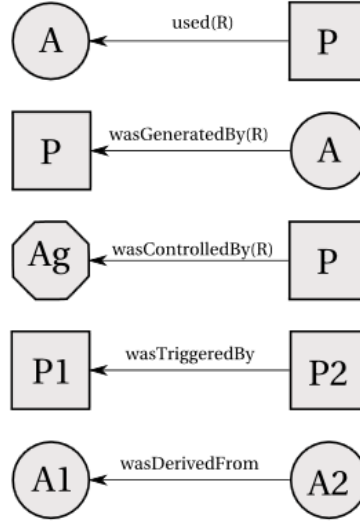 A used(R) P
P wasGeneratedBy(R) A
Ag wasControlledBy(R) P
P1 wasTriggeredBy P2
A1 wasDerivedFrom A2